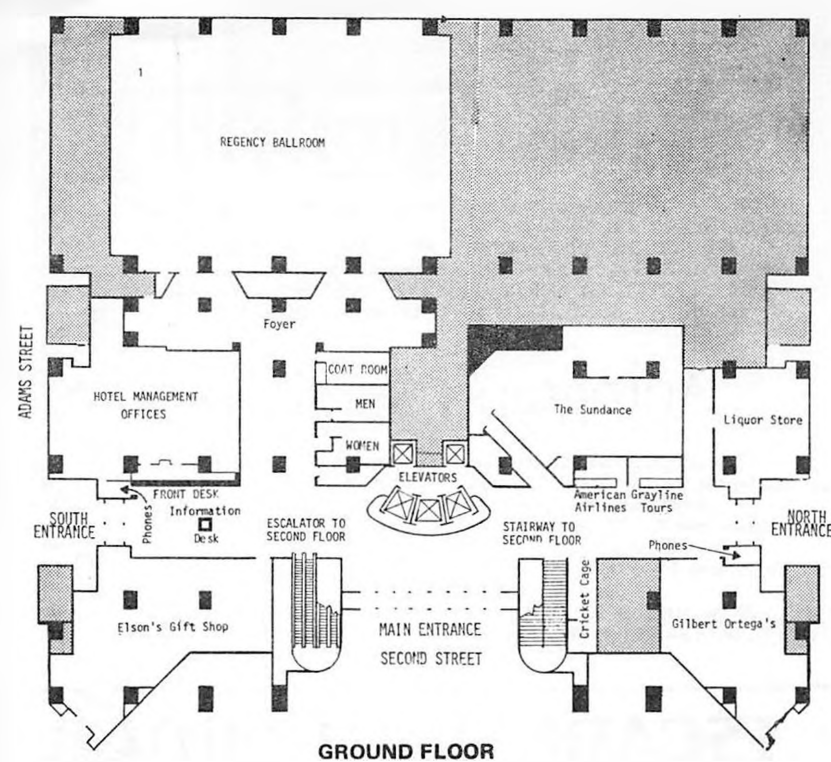 1
REGENCY BALLROOM
Foyer
ADAMS STREET
COAT ROOM
HOTEL MANAGEMENT
OFFICES
MEN
The Sundance
Liquor Store
WOMEN
ELEVATORS
FRONT DESK
American
Airlines
Grayline
Tours
Phones
Information
Desk
SOUTH
ENTRANCE
ESCALATOR TO
SECOND FLOOR
STAIRWAY TO
SECOND FLOOR
NORTH
ENTRANCE
Phones
Cricket Cage
Elson's Gift Shop
MAIN ENTRANCE
SECOND STREET
Gilbert Ortega's
GROUND FLOOR